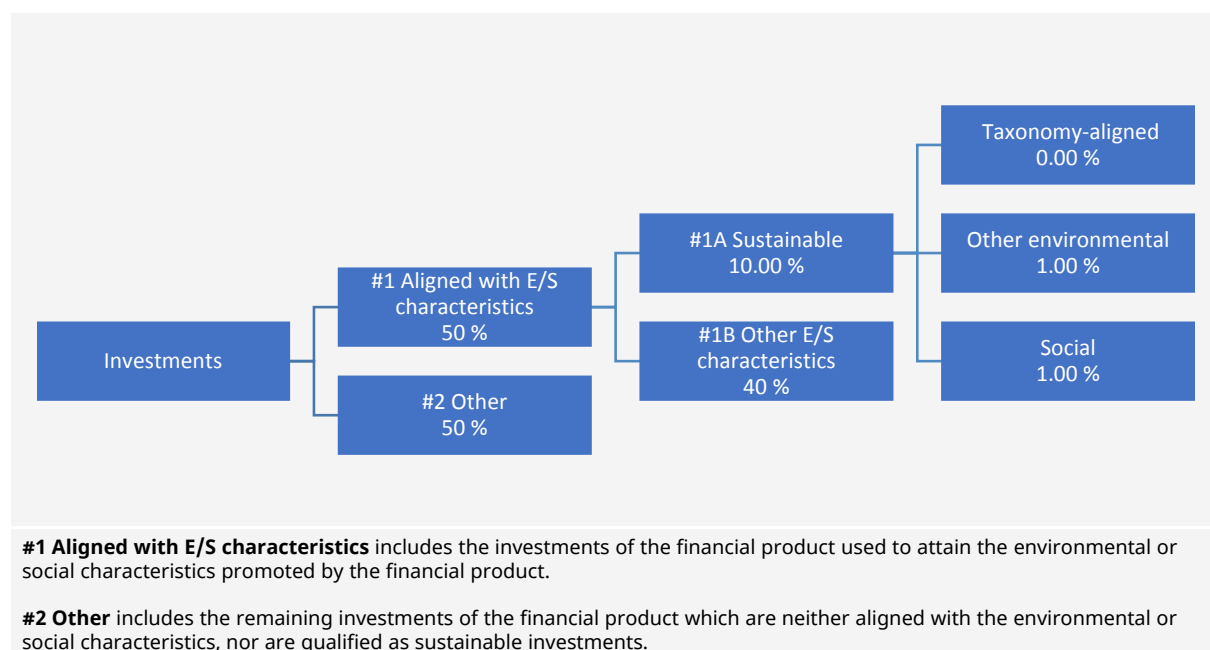 Taxonomy-aligned
0.00 %
#1A Sustainable
10.00 %
Other environmental
1.00 %
#1 Aligned with E/S
characteristics
50 %
Investments
#1B Other E/S
characteristics
40 %
Social
1.00 %
#2 Other
50 %
#1 Aligned with E/S characteristics includes the investments of the financial product used to attain the environmental or
social characteristics promoted by the financial product.
#2 Other includes the remaining investments of the financial product which are neither aligned with the environmental or
social characteristics, nor are qualified as sustainable investments.